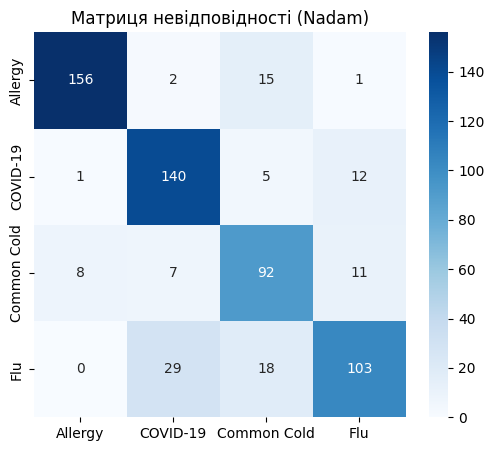 Матриця невідповідності (Nadam)
Allergy 156 2 15 1
COVID-19 1 140 5 12
Common Cold 8 7 92 11
Flu 0 29 18 103
Allergy COVID-19 Common Cold Flu
140
120
100
80
60
40
20
0